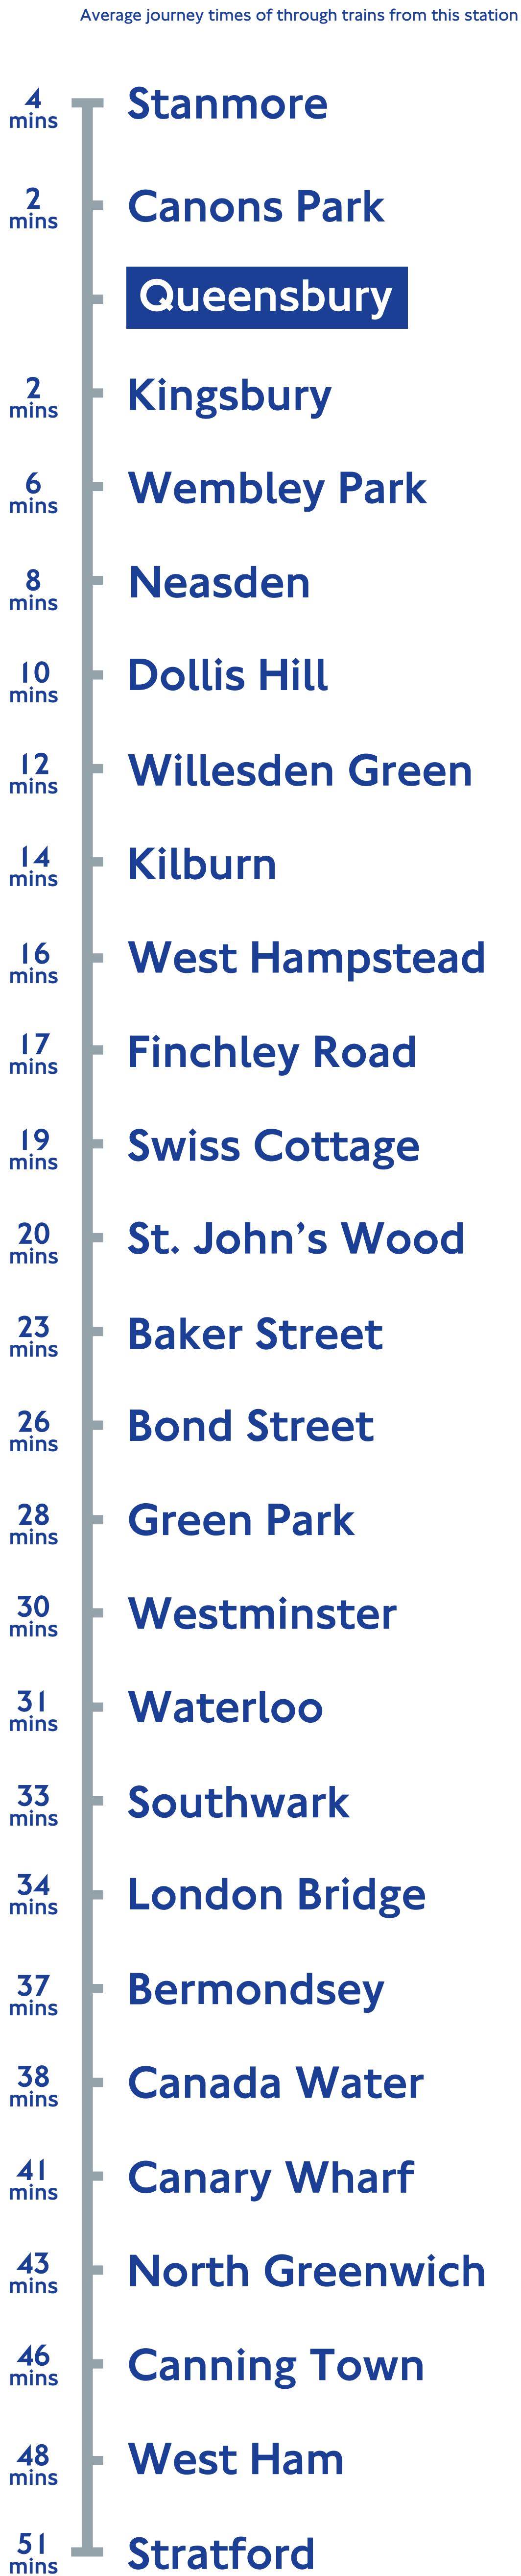 Average journey times of through trains from this station
4 mins Stanmore
2 mins Canons Park
Queensbury
2 mins Kingsbury
6 mins Wembley Park
8 mins Neasden
10 mins Dollis Hill
12 mins Willesden Green
14 mins Kilburn
16 mins West Hampstead
17 mins Finchley Road
19 mins Swiss Cottage
20 mins St. John’s Wood
23 mins Baker Street
26 mins Bond Street
28 mins Green Park
30 mins Westminster
31 mins Waterloo
33 mins Southwark
34 mins London Bridge
37 mins Bermondsey
38 mins Canada Water
41 mins Canary Wharf
43 mins North Greenwich
46 mins Canning Town
48 mins West Ham
51 mins Stratford